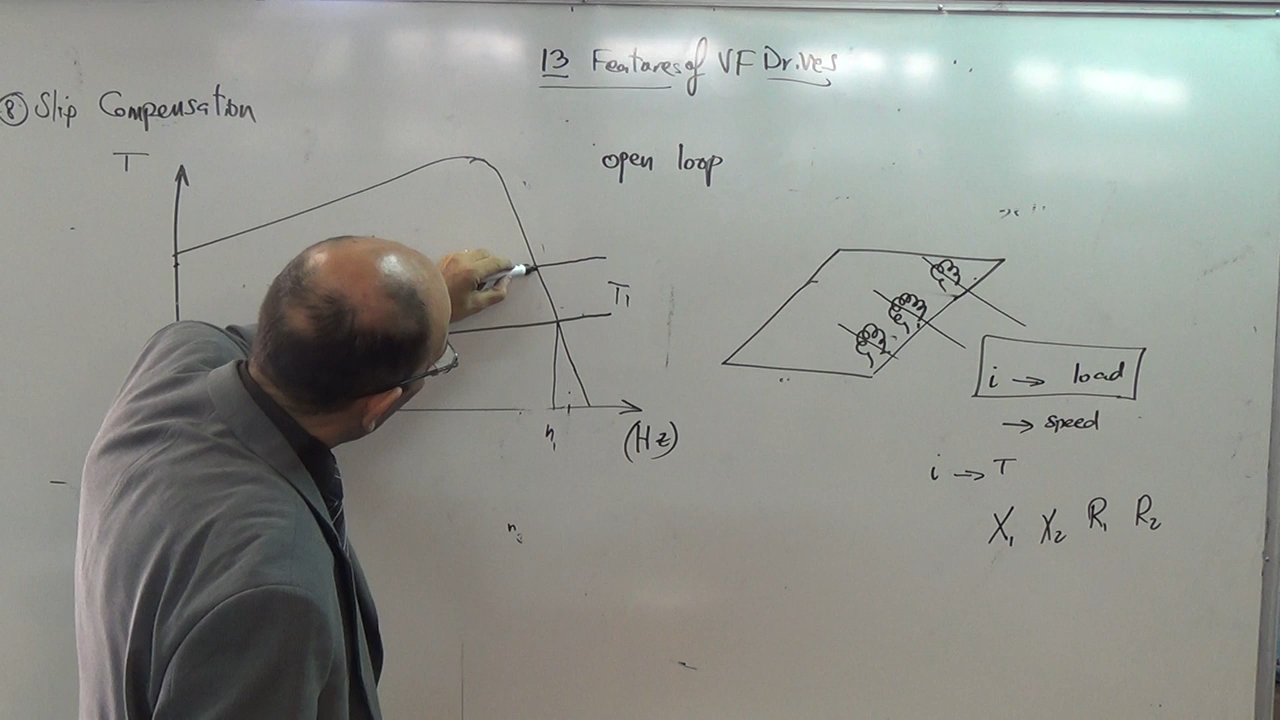 13 Features of VF Drives
⑧ Slip Compensation
T
open loop
T₁
i → load
n₁
(Hz)
→ speed
i → T
X₁ X₂ R₁ R₂